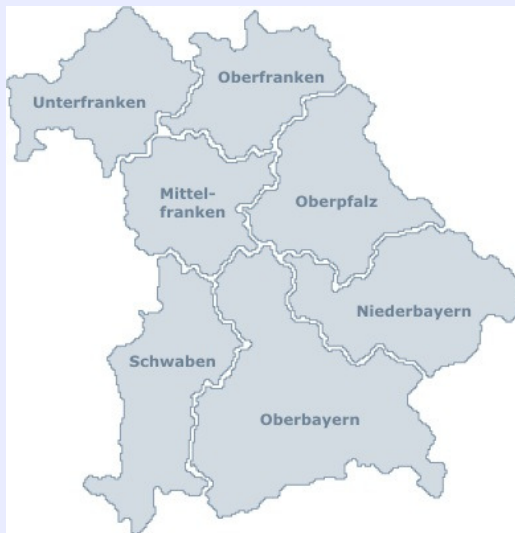 Oberfranken
Unterfranken
Mittel-
franken
Oberpfalz
Niederbayern
Schwaben
Oberbayern